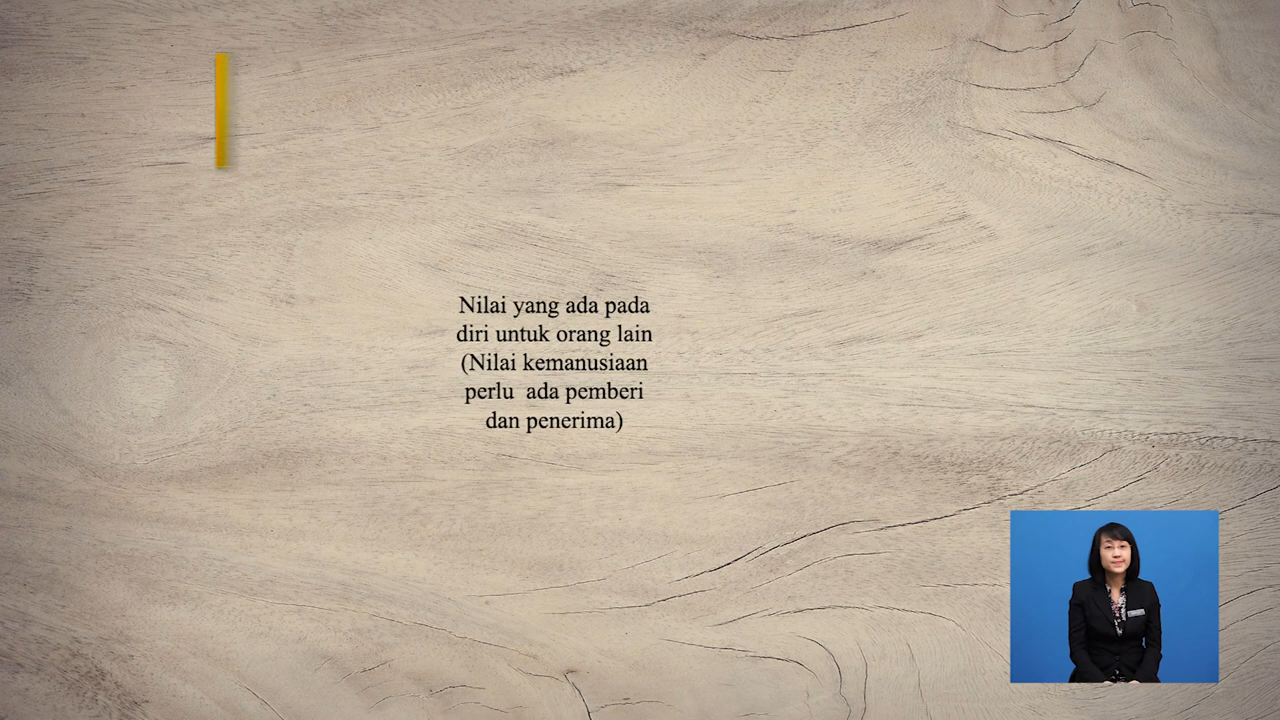 Nilai yang ada pada
diri untuk orang lain
(Nilai kemanusiaan
perlu  ada pemberi
dan penerima)